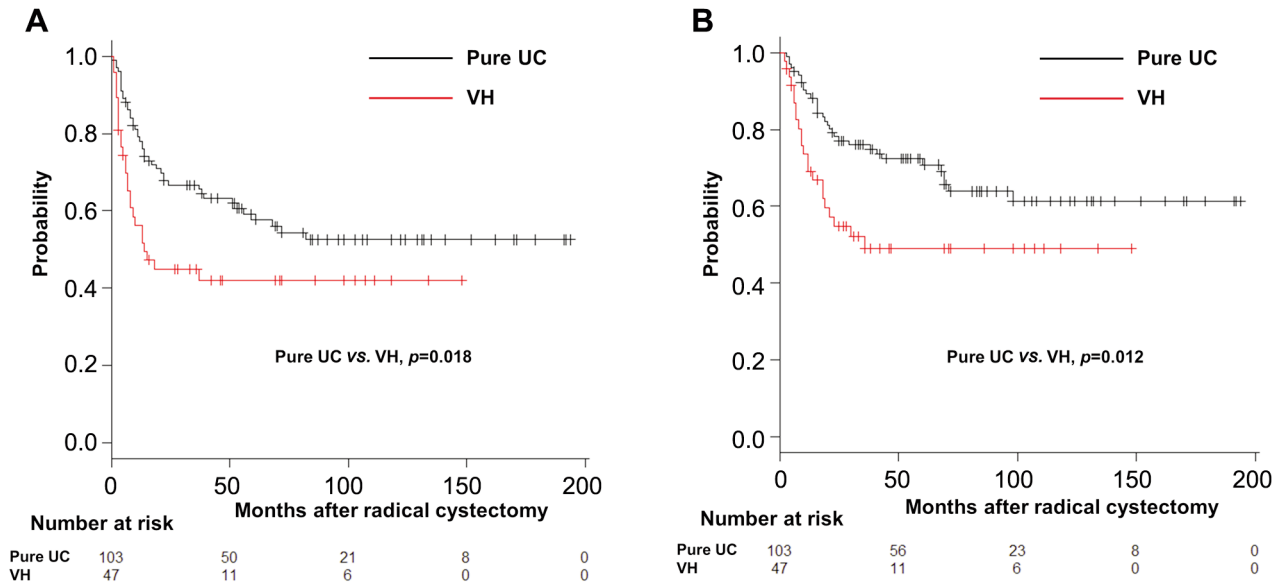 A
1.0
0.8
0.6
0.4
0.2
0.0
Probability
Pure UC
VH
Pure UC vs. VH, p=0.018
0 50 100 150 200
Months after radical cystectomy
Number at risk
Pure UC 103 50 21 8 0
VH 47 11 6 0 0
B
1.0
0.8
0.6
0.4
0.2
0.0
Probability
Pure UC
VH
Pure UC vs. VH, p=0.012
0 50 100 150 200
Months after radical cystectomy
Number at risk
Pure UC 103 56 23 8 0
VH 47 11 6 0 0